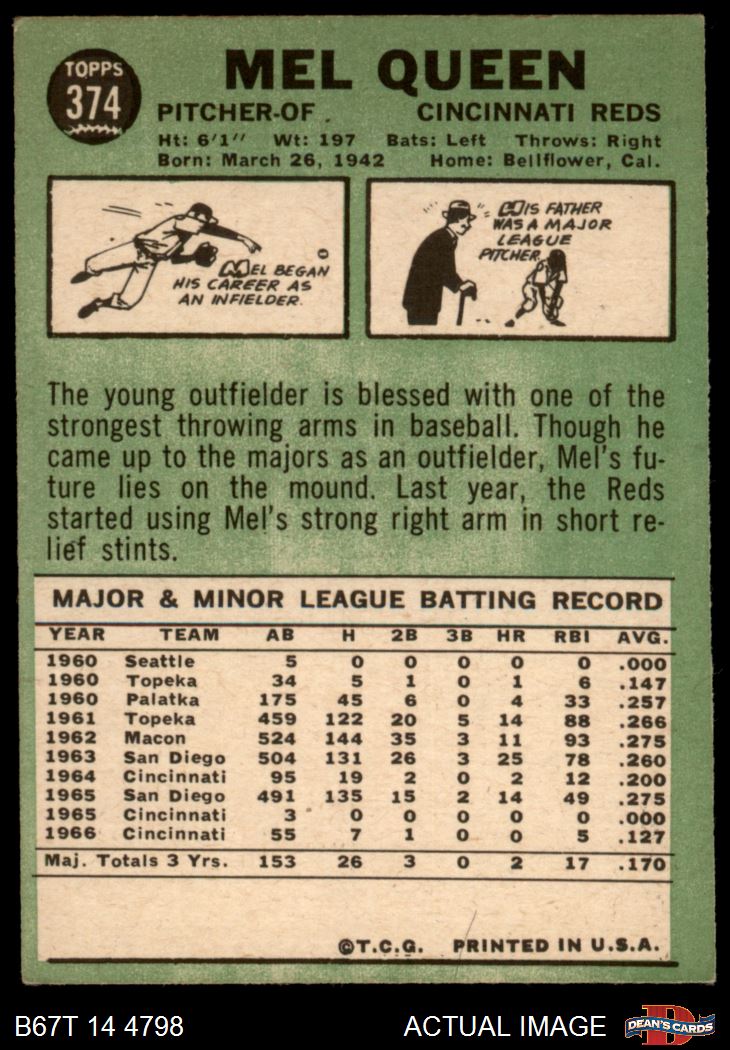 TOPPS
374
MEL QUEEN
PITCHER-OF CINCINNATI REDS
Ht: 6'1" Wt: 197 Bats: Left Throws: Right
Born: March 26, 1942 Home: Bellflower, Cal.
MEL BEGAN
HIS CAREER AS
AN INFIELDER.
HIS FATHER
WAS A MAJOR
LEAGUE
PITCHER
The young outfielder is blessed with one of the
strongest throwing arms in baseball. Though he
came up to the majors as an outfielder, Mel's fu-
ture lies on the mound. Last year, the Reds
started using Mel's strong right arm in short re-
lief stints.
MAJOR & MINOR LEAGUE BATTING RECORD
YEAR TEAM AB H 2B 3B HR RBI AVG.
1960 Seattle 5 0 0 0 0 0 .000
1960 Topeka 34 5 1 0 1 6 .147
1960 Palatka 175 45 6 0 4 33 .257
1961 Topeka 459 122 20 5 14 88 .266
1962 Macon 524 144 35 3 11 93 .275
1963 San Diego 504 131 26 3 25 78 .260
1964 Cincinnati 95 19 2 0 2 12 .200
1965 San Diego 491 135 15 2 14 49 .275
1965 Cincinnati 3 0 0 0 0 0 .000
1966 Cincinnati 55 7 1 0 0 5 .127
Maj. Totals 3 Yrs. 153 26 3 0 2 17 .170
©T.C.G. PRINTED IN U.S.A.
B67T 14 4798 ACTUAL IMAGE D DEAN'S CARDS